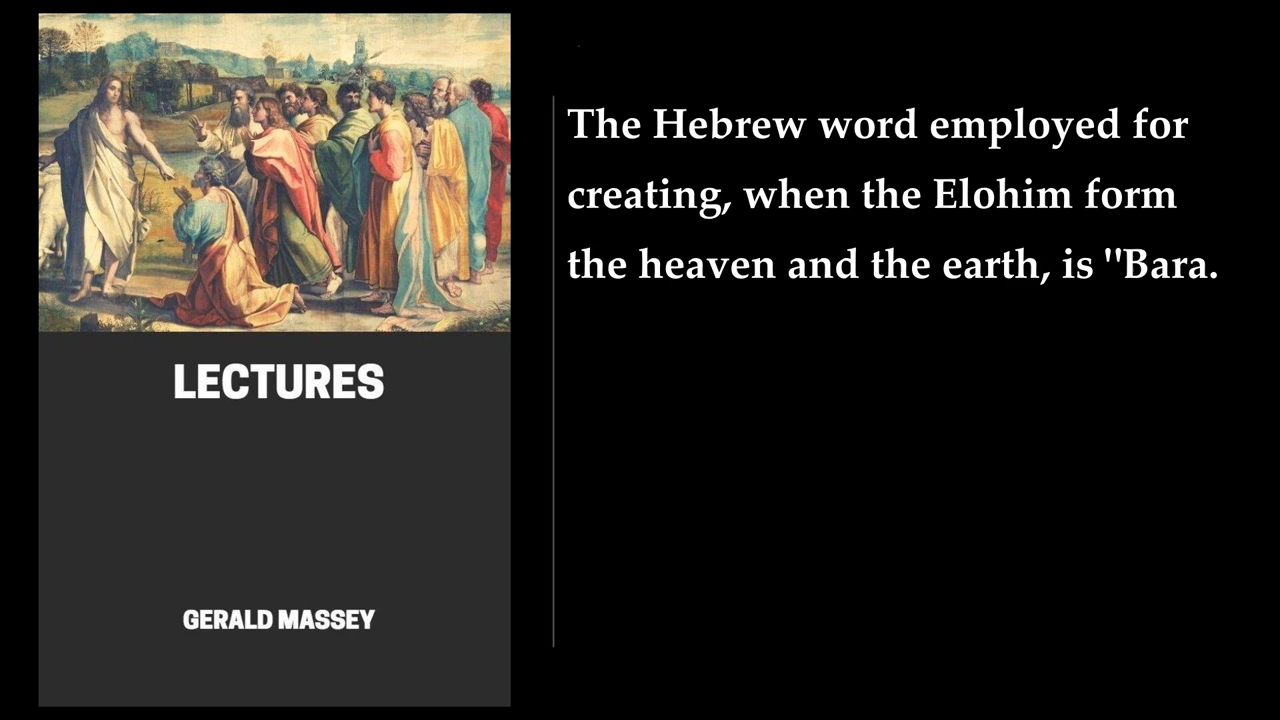 LECTURES
GERALD MASSEY
The Hebrew word employed for
creating, when the Elohim form
the heaven and the earth, is "Bara.